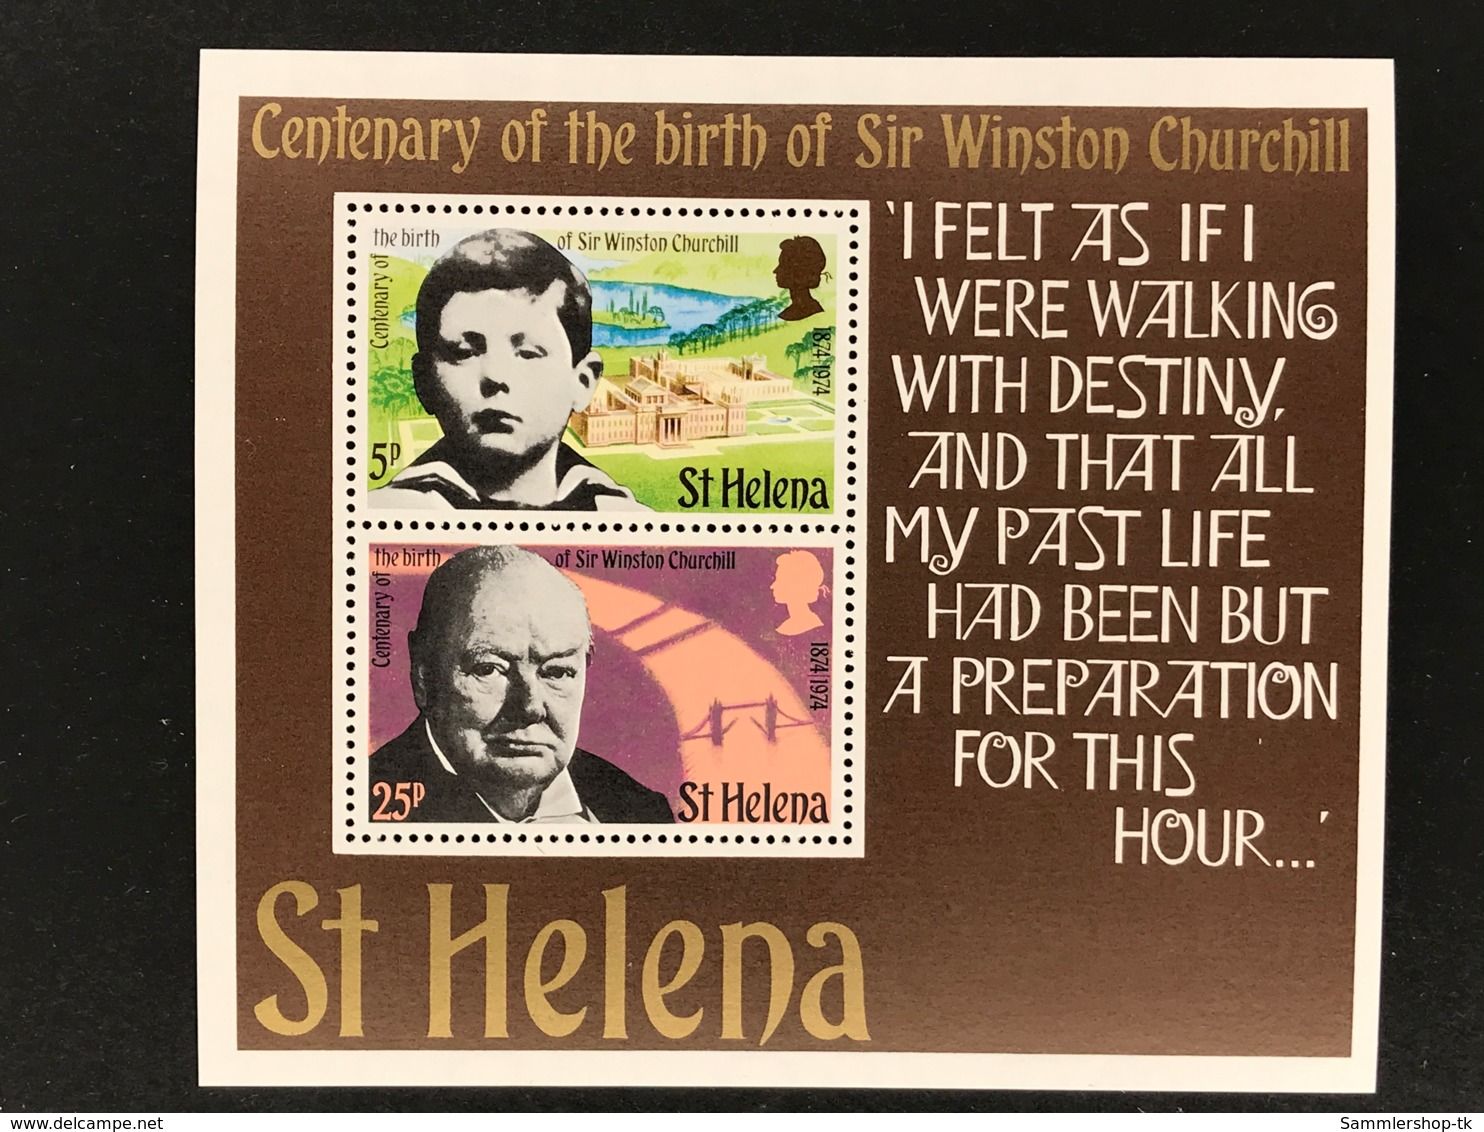 Centenary of the birth of Sir Winston Churchill
Centenary of
the birth
of Sir Winston Churchill
1874|1974
5p
St Helena
Centenary of
the birth
of Sir Winston Churchill
1874|1974
25p
St Helena
'I FELT AS IF I
WERE WALKING
WITH DESTINY,
AND THAT ALL
MY PAST LIFE
HAD BEEN BUT
A PREPARATION
FOR THIS
HOUR...'
St Helena
delcampe.net
Sammlershop-tk